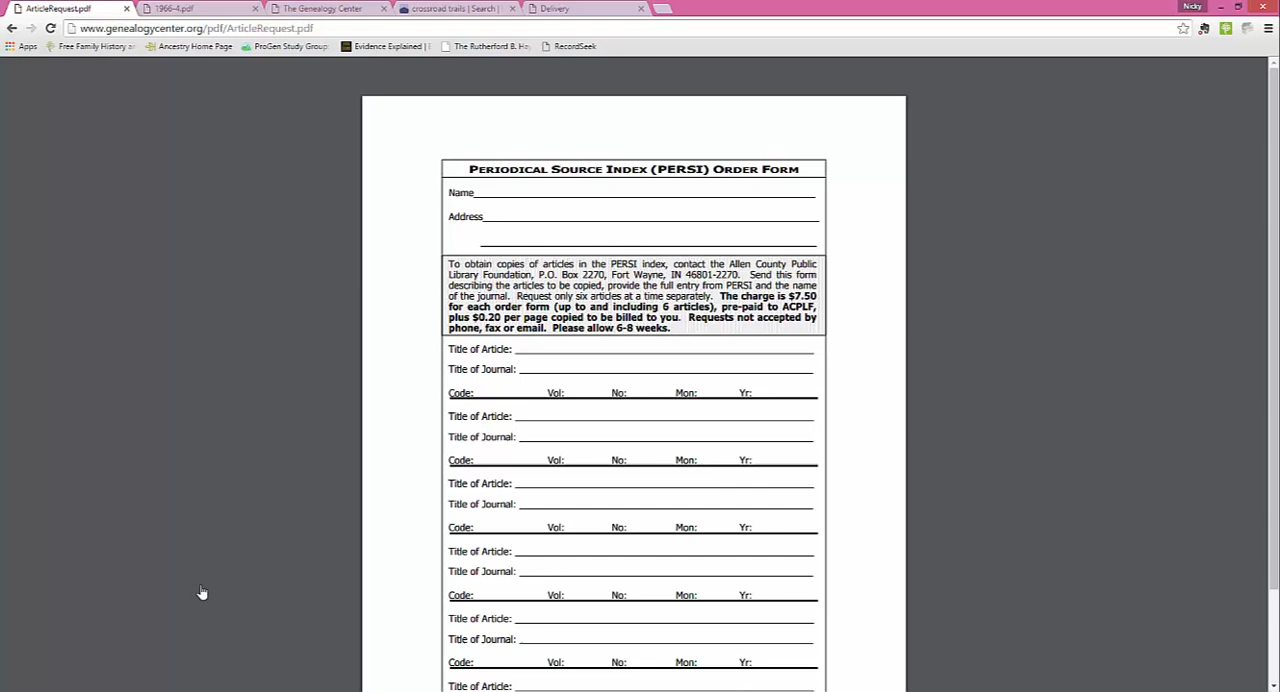 Nicky
ArticleRequest.pdf
1966-4.pdf
The Genealogy Center
crossroad trails | Search |
Delivery
www.genealogycenter.org/pdf/ArticleRequest.pdf
Apps
Free Family History a
Ancestry Home Page
ProGen Study Group
Evidence Explained |
The Rutherford B. Ha
RecordSeek
PERIODICAL SOURCE INDEX (PERSI) ORDER FORM
Name
Address
To obtain copies of articles in the PERSI index, contact the Allen County Public
Library Foundation, P.O. Box 2270, Fort Wayne, IN 46801-2270. Send this form
describing the articles to be copied, provide the full entry from PERSI and the name
of the journal. Request only six articles at a time separately. The charge is $7.50
for each order form (up to and including 6 articles), pre-paid to ACPLF,
plus $0.20 per page copied to be billed to you. Requests not accepted by
phone, fax or email. Please allow 6-8 weeks.
Title of Article:
Title of Journal:
Code: Vol: No: Mon: Yr:
Title of Article:
Title of Journal:
Code: Vol: No: Mon: Yr:
Title of Article:
Title of Journal:
Code: Vol: No: Mon: Yr:
Title of Article:
Title of Journal:
Code: Vol: No: Mon: Yr:
Title of Article:
Title of Journal:
Code: Vol: No: Mon: Yr:
Title of Article: